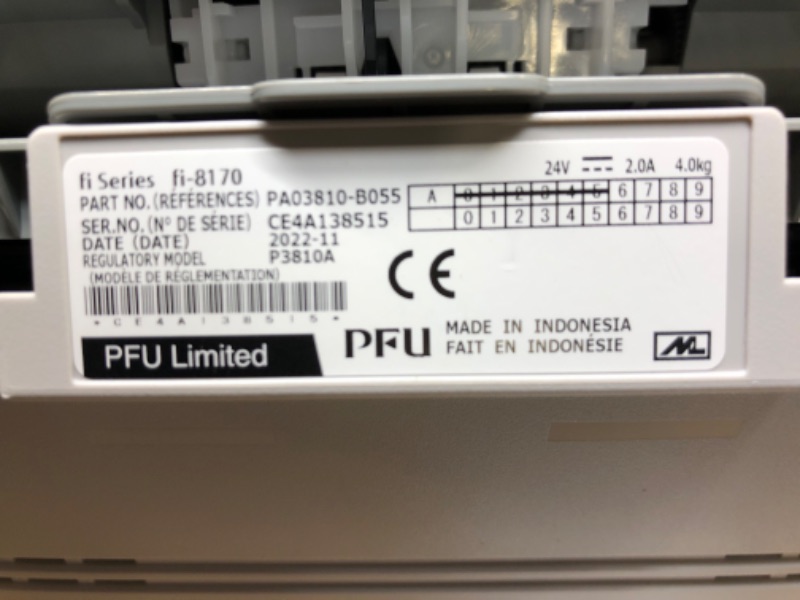 fi Series fi-8170
24V 2.0A 4.0kg
PART NO.(RÉFÉRENCES) PA03810-B055
A 0 1 2 3 4 5 6 7 8 9
0 1 2 3 4 5 6 7 8 9
SER.NO.(Nº DE SÉRIE) CE4A138515
DATE (DATE) 2022-11
REGULATORY MODEL P3810A
(MODÈLE DE RÉGLEMENTATION)
CE
*CE4A138515*
PFU Limited
PFU
MADE IN INDONESIA
FAIT EN INDONÉSIE
ML